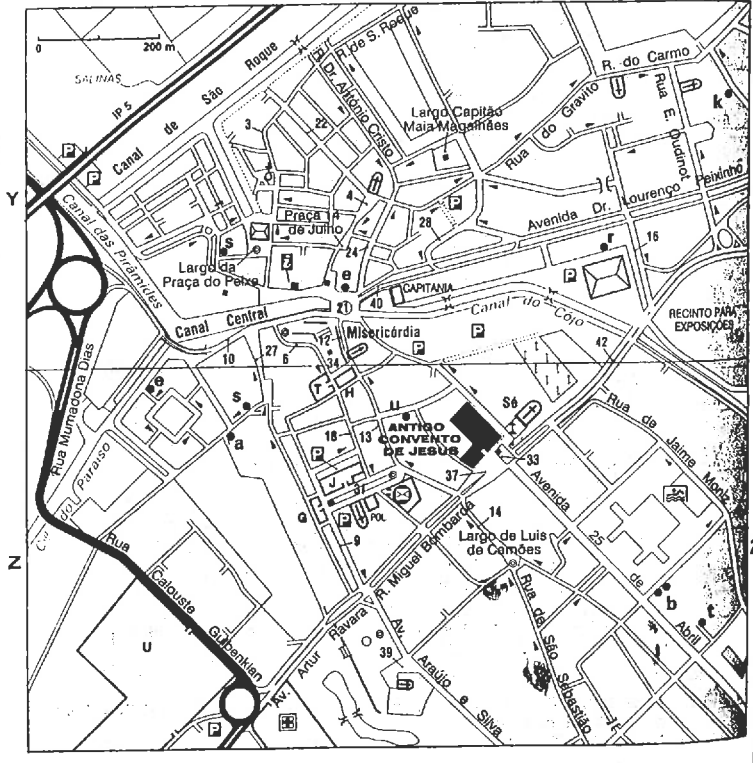 0 200 m
SALINAS
IP 5
Canal de São Roque
R. de S. Roque
Dr. António Cristo
3
22
Largo Capitão
Maia Magalhães
Rua do Gravito
R. do Carmo
Rua E. Oudinot
k
P
P
Y
Canal das Pirâmides
4
Praça 14
de Julho
28
P
Avenida Dr. Lourenço Peixinho
s
24
r
16
Largo da
Praça do Peixe
e
P
21
40
CAPITANIA
Canal do Côjo
RECINTO PARA
EXPOSIÇÕES
Canal Central
Misericórdia
P
12
10
27
6
34
P
42
Rua Mumadona Dias
e
T
H
s
u
Sé
Rua de Jaime Moniz
a
18
13
ANTIGO
CONVENTO
DE JESUS
33
P
37
Avenida 25 de Abril
J
G
P
POL.
14
9
R. Miguel Bombarda
Largo de Luis
de Camões
Z
Rua Calouste Gulbenkian
b
t
Rua de São Sebastião
U
Av. Artur Ravara
39
Av. Araújo e Silva
P